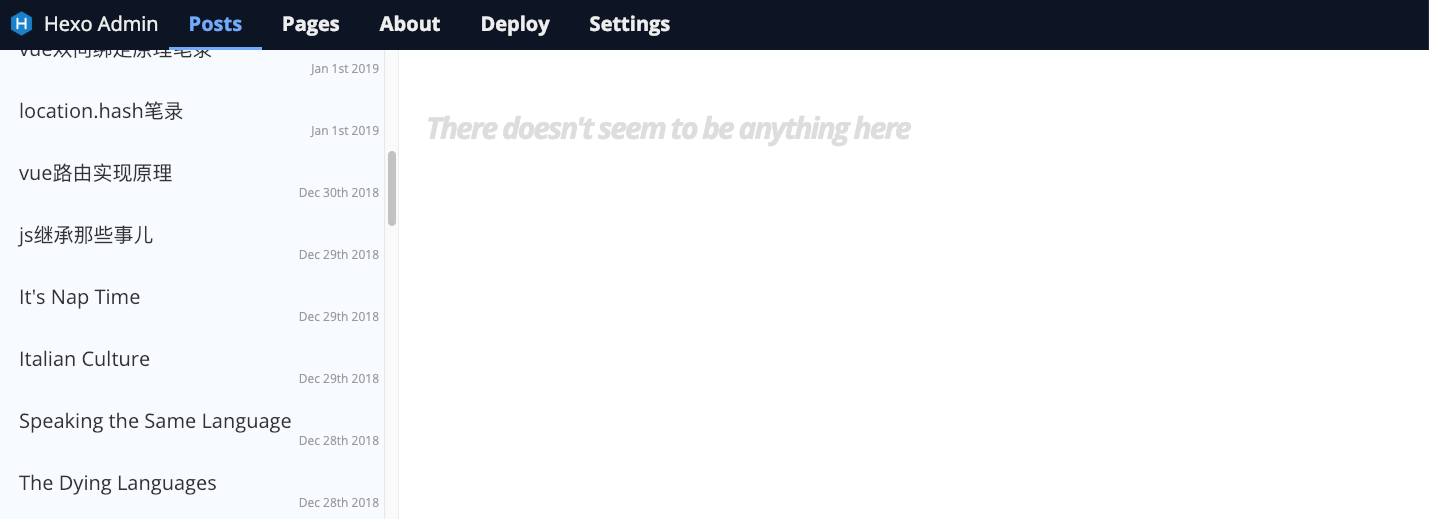 Hexo Admin Posts Pages About Deploy Settings
vue双向绑定原理笔录
Jan 1st 2019
location.hash笔录
Jan 1st 2019
vue路由实现原理
Dec 30th 2018
js继承那些事儿
Dec 29th 2018
It's Nap Time
Dec 29th 2018
Italian Culture
Dec 29th 2018
Speaking the Same Language
Dec 28th 2018
The Dying Languages
Dec 28th 2018
There doesn't seem to be anything here